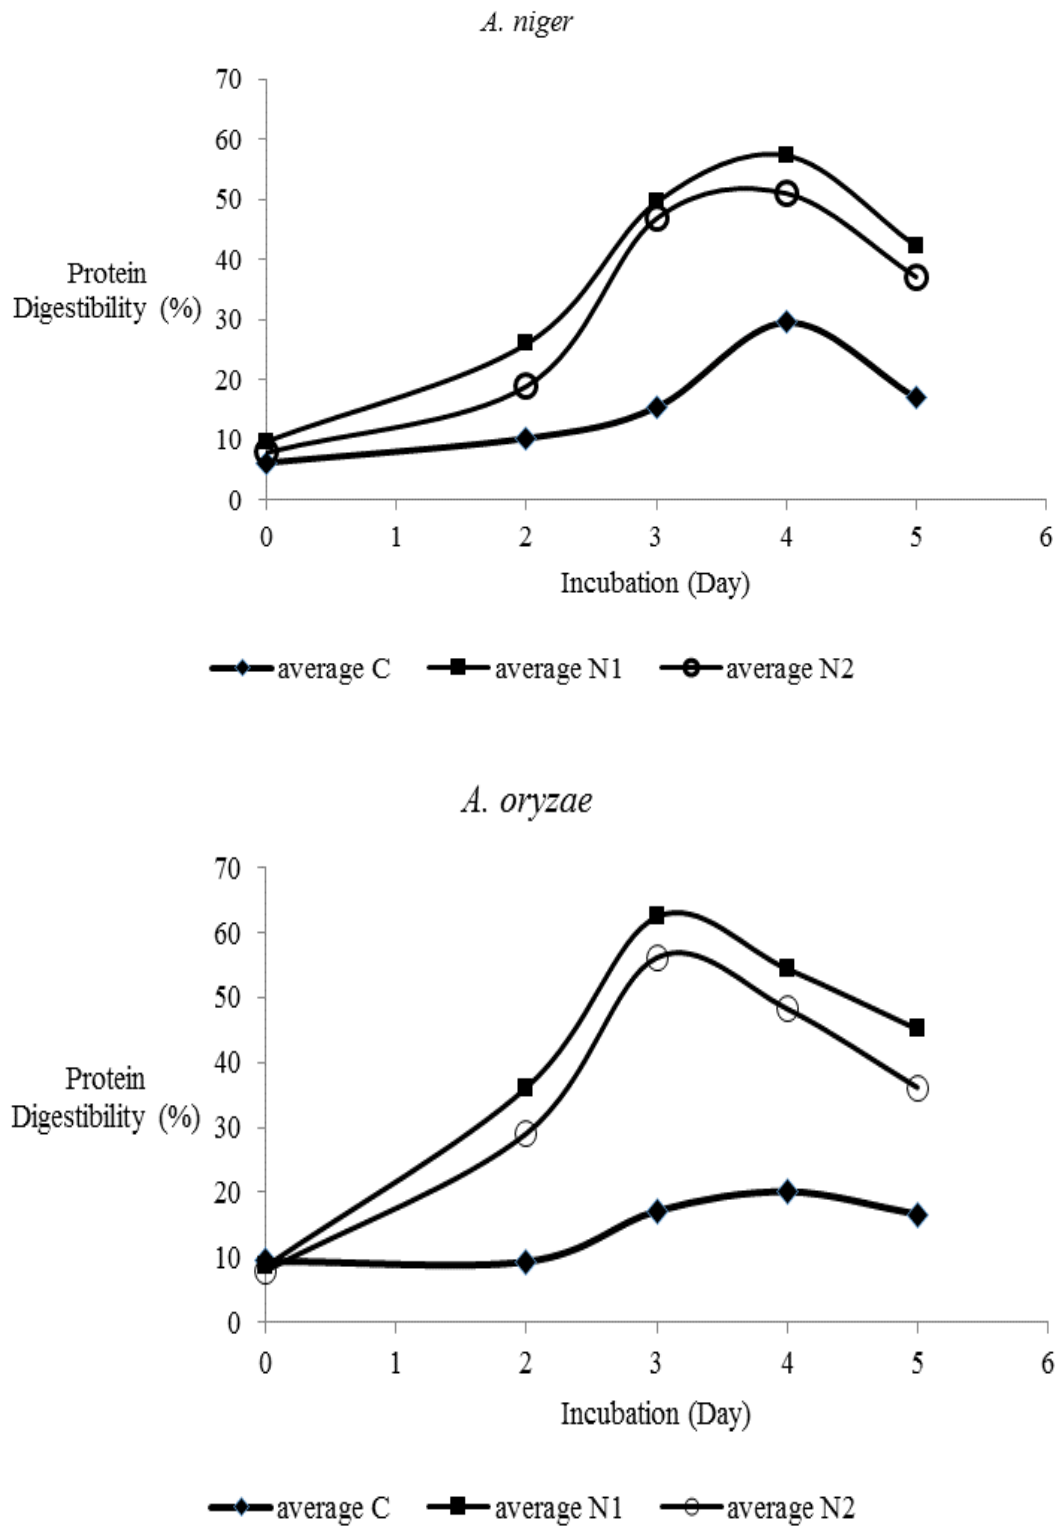 A. niger
70
60
50
40
30
20
10
0
Protein
Digestibility (%)
0 1 2 3 4 5 6
Incubation (Day)
average C average N1 average N2
A. oryzae
70
60
50
40
30
20
10
0
Protein
Digestibility (%)
0 1 2 3 4 5 6
Incubation (Day)
average C average N1 average N2